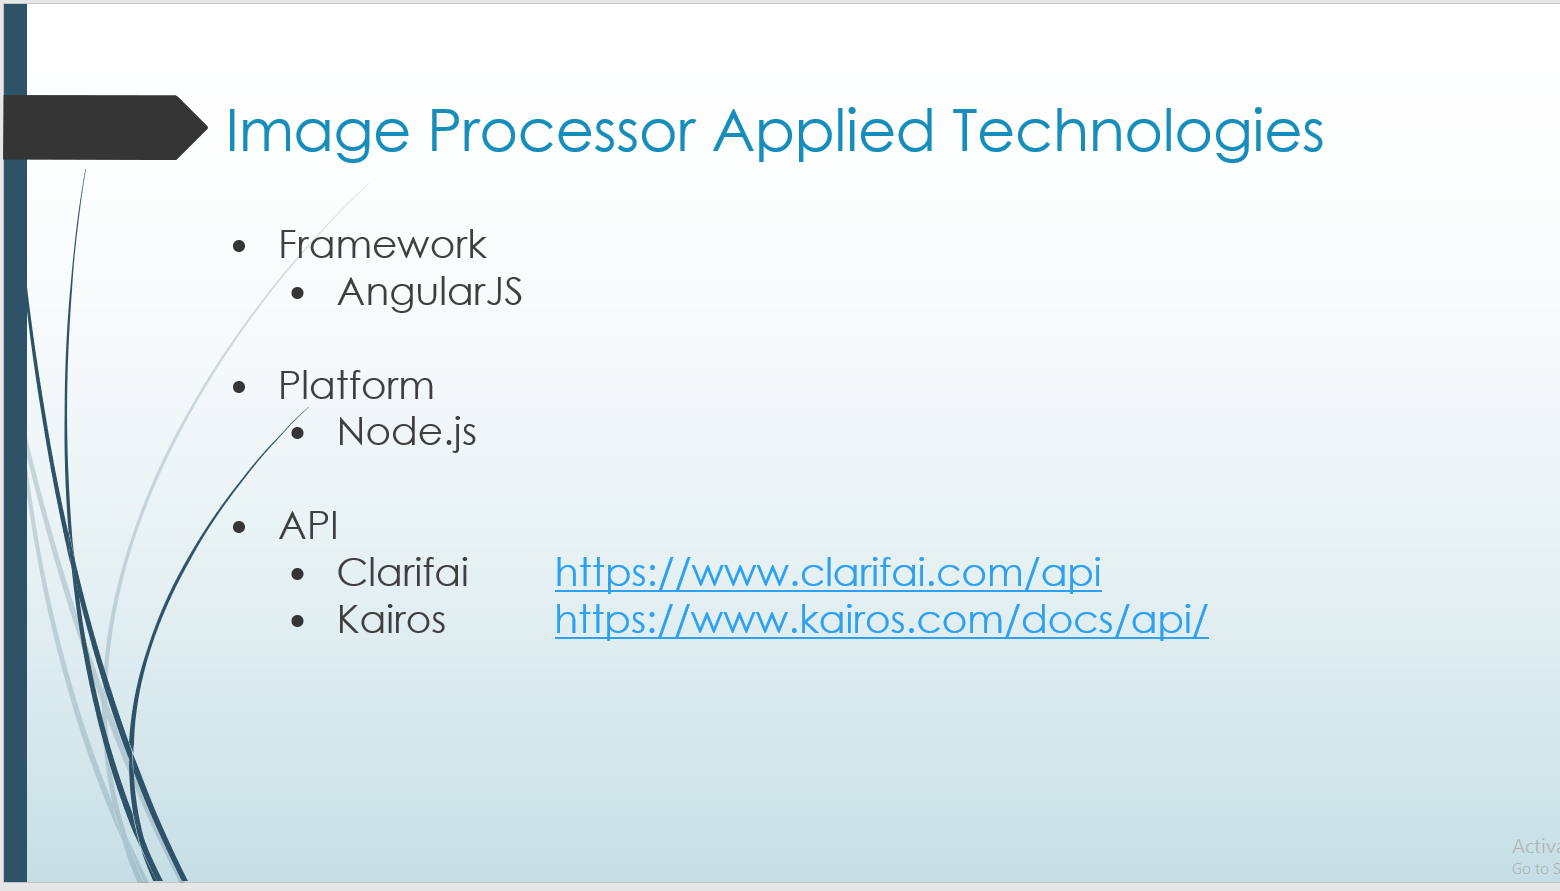 Image Processor Applied Technologies
• Framework
• AngularJS
• Platform
• Node.js
• API
• Clarifai https://www.clarifai.com/api
• Kairos https://www.kairos.com/docs/api/
Go to